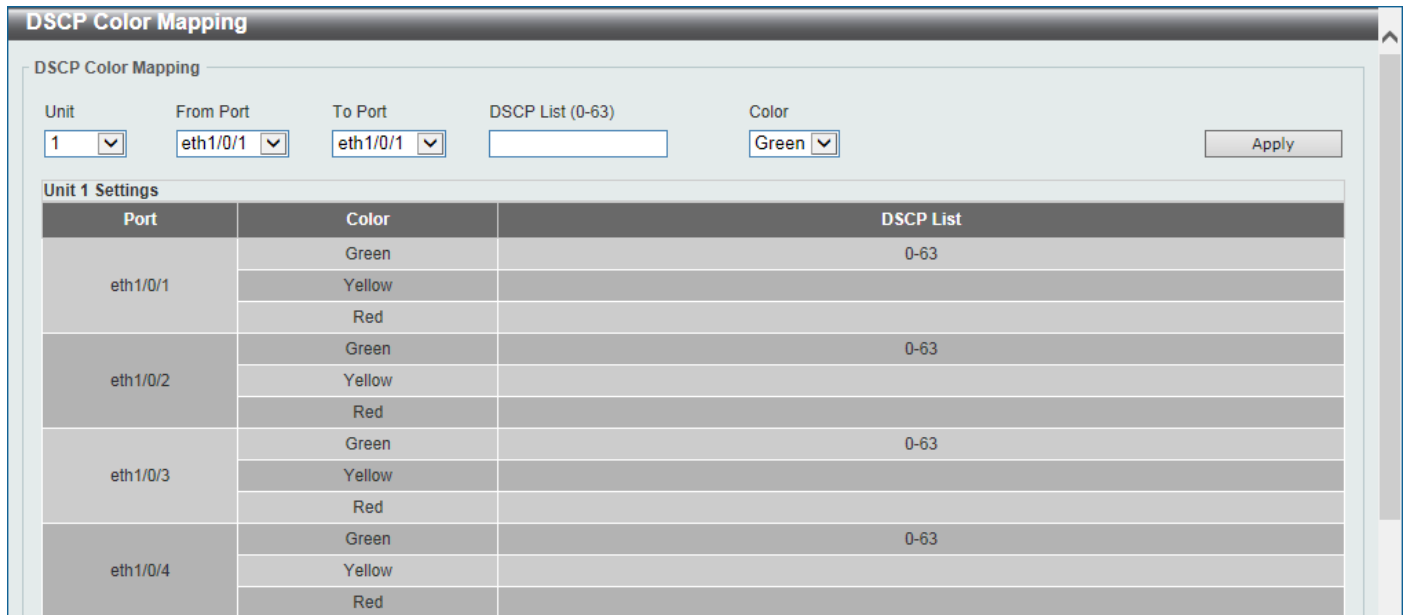 DSCP Color Mapping
DSCP Color Mapping
Unit From Port To Port DSCP List (0-63) Color
1 eth1/0/1 eth1/0/1 Green Apply
Unit 1 Settings
Port Color DSCP List
Green 0-63
eth1/0/1 Yellow
Red
Green 0-63
eth1/0/2 Yellow
Red
Green 0-63
eth1/0/3 Yellow
Red
Green 0-63
eth1/0/4 Yellow
Red